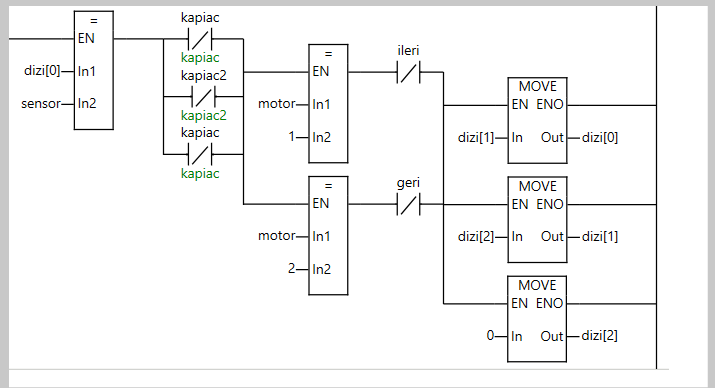 =
EN
dizi[0] In1
sensor In2
kapiac
kapiac
kapiac2
kapiac2
kapiac
kapiac
=
EN
motor In1
1 In2
ileri
=
EN
motor In1
2 In2
geri
MOVE
EN ENO
dizi[1] In Out dizi[0]
MOVE
EN ENO
dizi[2] In Out dizi[1]
MOVE
EN ENO
0 In Out dizi[2]